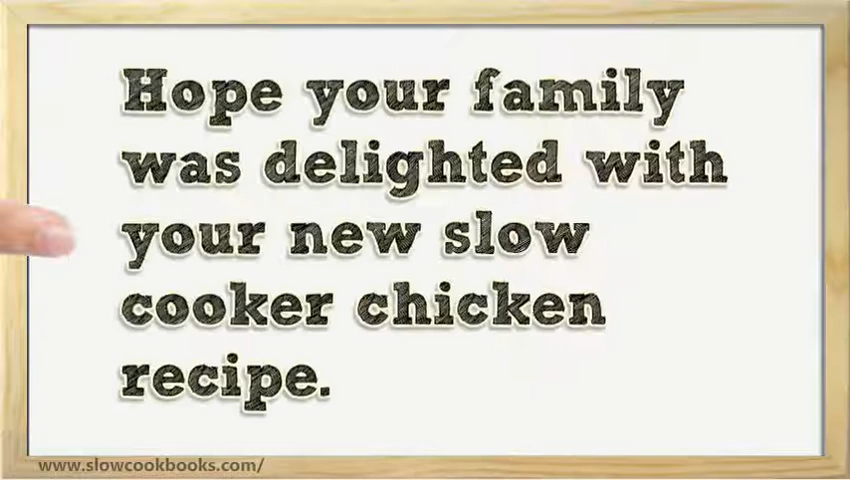 Hope your family
was delighted with
your new slow
cooker chicken
recipe.
www.slowcookbooks.com/